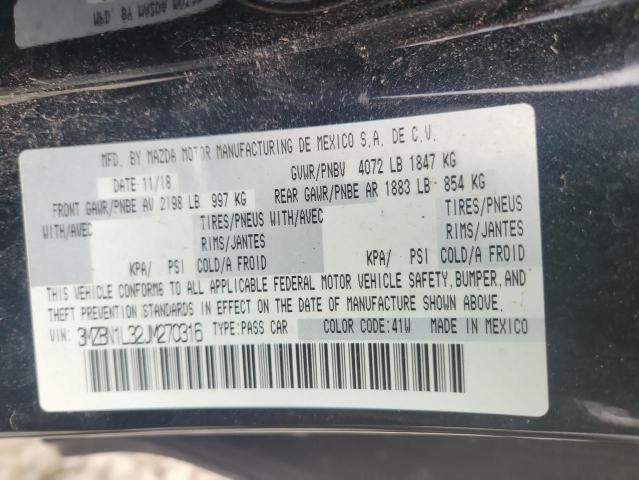 MFD. BY MAZDA MOTOR MANUFACTURING DE MEXICO S.A. DE C.V.
DATE 11/18 GVWR/PNBV 4072 LB 1847 KG
FRONT GAWR/PNBE AV 2198 LB 997 KG REAR GAWR/PNBE AR 1883 LB 854 KG
WITH/AVEC TIRES/PNEUS WITH/AVEC TIRES/PNEUS
RIMS/JANTES RIMS/JANTES
KPA/ PSI COLD/A FROID KPA/ PSI COLD/A FROID
THIS VEHICLE CONFORMS TO ALL APPLICABLE FEDERAL MOTOR VEHICLE SAFETY, BUMPER, AND
THEFT PREVENTION STANDARDS IN EFFECT ON THE DATE OF MANUFACTURE SHOWN ABOVE.
VIN: 3MZBN1L32JM270316 TYPE:PASS CAR COLOR CODE:41W MADE IN MEXICO